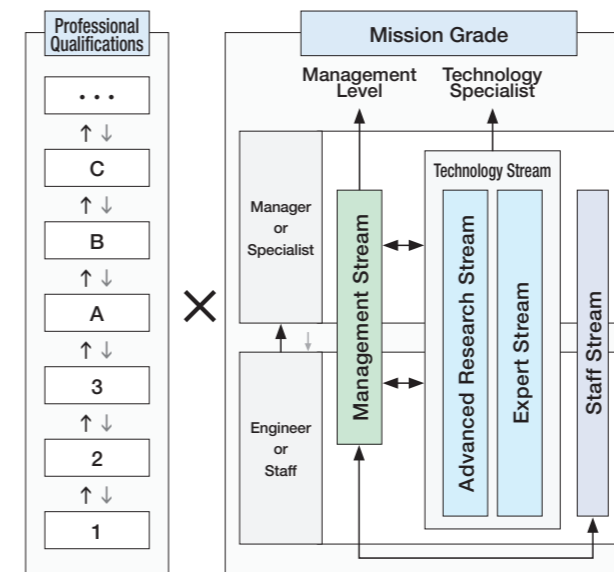 Professional
Qualifications
...
C
B
A
3
2
1
×
Mission Grade
Management
Level
Technology
Specialist
Technology Stream
Manager
or
Specialist
Engineer
or
Staff
Management Stream
Advanced Research Stream
Expert Stream
Staff Stream